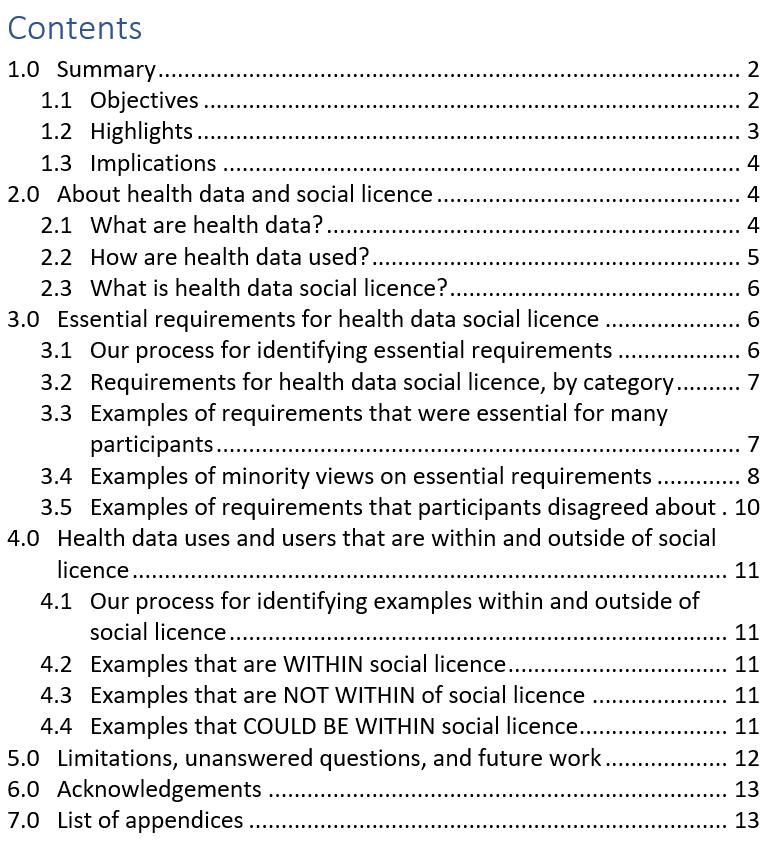 Contents
1.0 Summary 2
1.1 Objectives 2
1.2 Highlights 3
1.3 Implications 4
2.0 About health data and social licence 4
2.1 What are health data? 4
2.2 How are health data used? 5
2.3 What is health data social licence? 6
3.0 Essential requirements for health data social licence 6
3.1 Our process for identifying essential requirements 6
3.2 Requirements for health data social licence, by category 7
3.3 Examples of requirements that were essential for many
participants 7
3.4 Examples of minority views on essential requirements 8
3.5 Examples of requirements that participants disagreed about 10
4.0 Health data uses and users that are within and outside of social
licence 11
4.1 Our process for identifying examples within and outside of
social licence 11
4.2 Examples that are WITHIN social licence 11
4.3 Examples that are NOT WITHIN of social licence 11
4.4 Examples that COULD BE WITHIN social licence 11
5.0 Limitations, unanswered questions, and future work 12
6.0 Acknowledgements 13
7.0 List of appendices 13